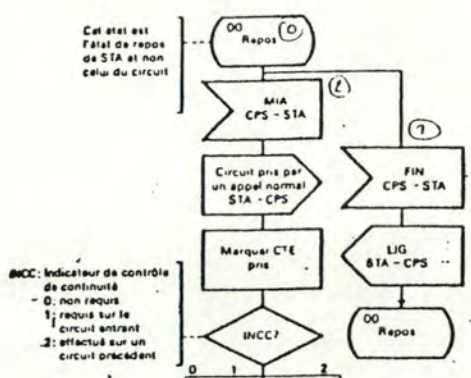 Cet état est
l'état de repos
de STA et non
celui du circuit
00
Repos
0
MIA
CPS – STA
Circuit pris par
un appel normal
STA – CPS
FIN
CPS – STA
Marquer CTE
pris
LIG
STA – CPS
00
Repos
INCC: Indicateur de contrôle
de continuité
0: non requis
1: requis sur le
circuit entrant
2: effectué sur un
circuit précédent
INCC?
0 1 2